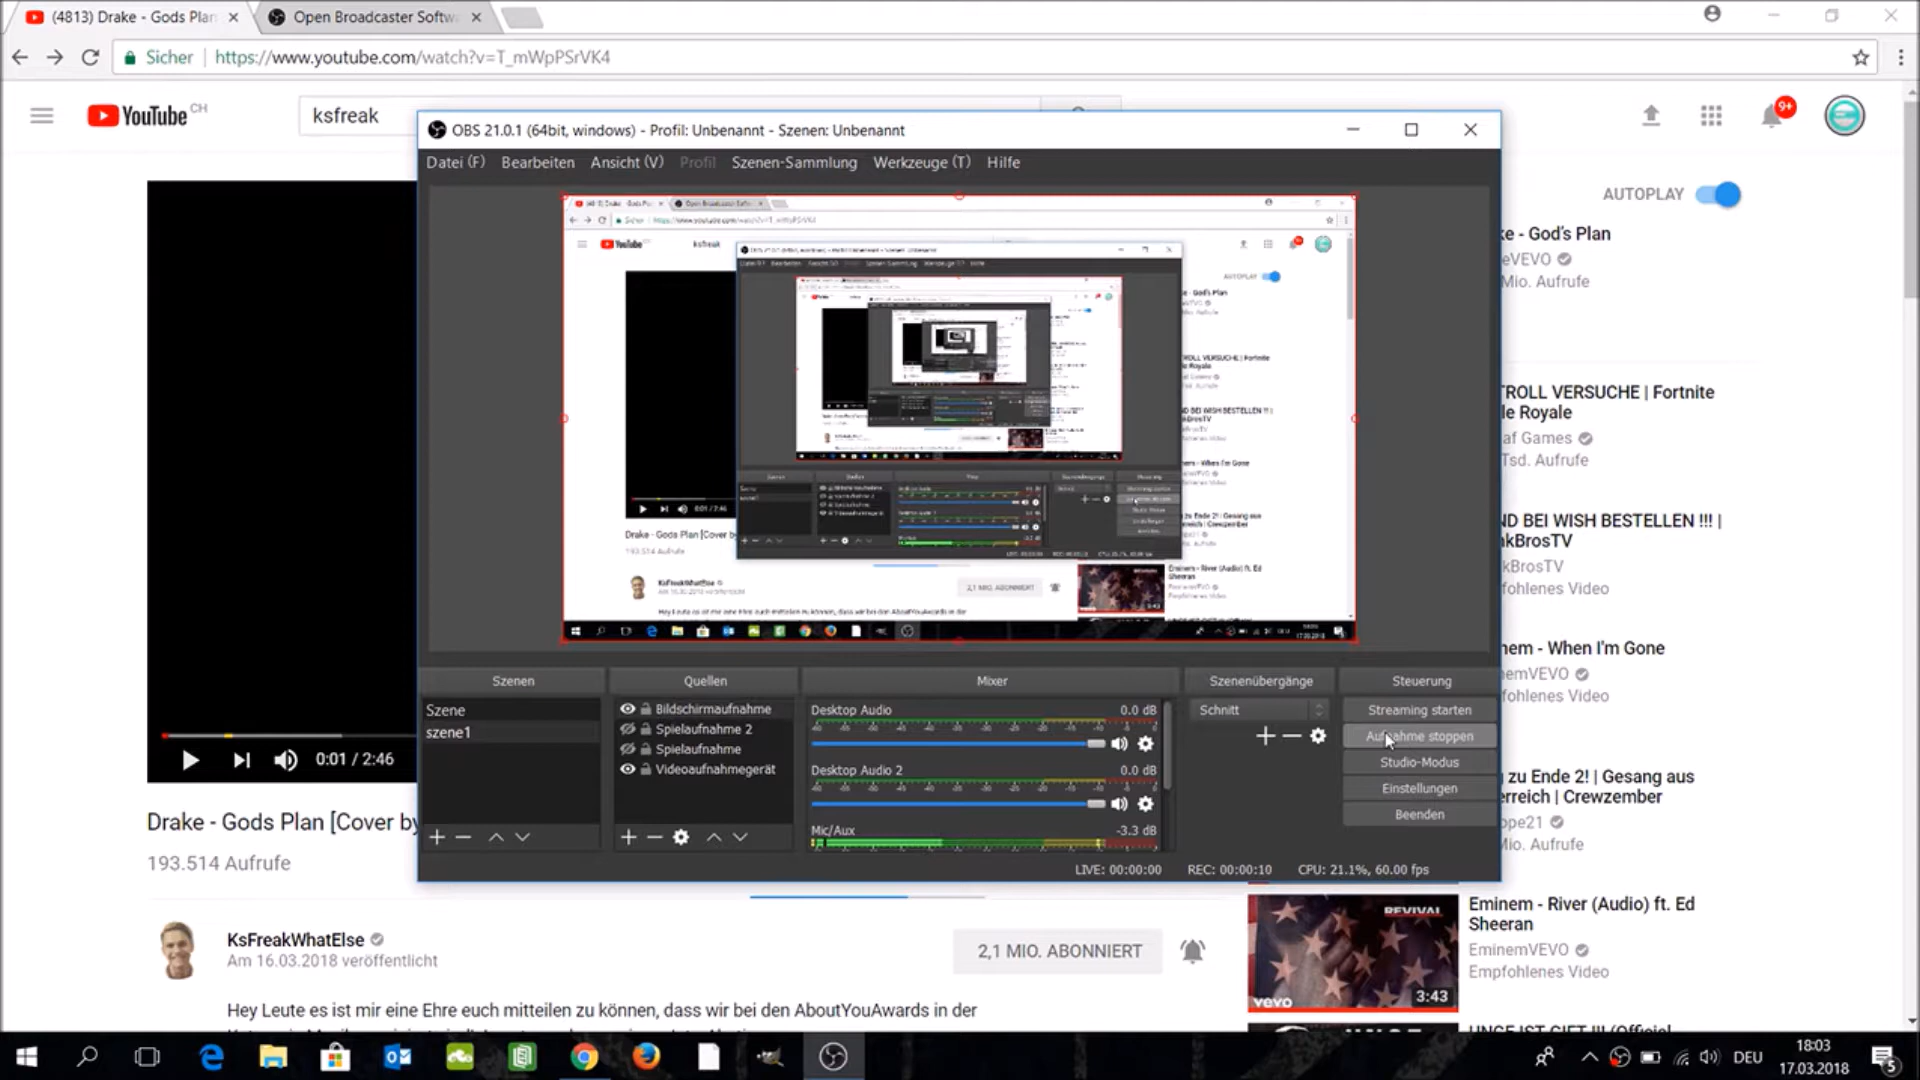 (4813) Drake - Gods Plan
Open Broadcaster Softw
Sicher
https://www.youtube.com/watch?v=T_mWpPSrVK4
YouTube CH
ksfreak
9+
OBS 21.0.1 (64bit, windows) - Profil: Unbenannt - Szenen: Unbenannt
Datei (F) Bearbeiten Ansicht (V) Profil Szenen-Sammlung Werkzeuge (T) Hilfe
AUTOPLAY
ke - God's Plan
eVEVO
Mio. Aufrufe
TROLL VERSUCHE | Fortnite
le Royale
af Games
Tsd. Aufrufe
ND BEI WISH BESTELLEN !!! |
nkBrosTV
kBrosTV
fohlenes Video
nem - When I'm Gone
emVEVO
fohlenes Video
zu Ende 2! | Gesang aus
erreich | Crewzember
ope21
Mio. Aufrufe
Szenen
Szene
szene1
Quellen
Bildschirmaufnahme
Spielaufnahme 2
Spielaufnahme
Videoaufnahmegerät
Mixer
Desktop Audio 0.0 dB
Desktop Audio 2 0.0 dB
Mic/Aux -3.3 dB
Szenenübergänge
Schnitt
Steuerung
Streaming starten
Aufnahme stoppen
Studio-Modus
Einstellungen
Beenden
LIVE: 00:00:00 REC: 00:00:10 CPU: 21.1%, 60.00 fps
0:01 / 2:46
Drake - Gods Plan [Cover by
193.514 Aufrufe
KsFreakWhatElse
Am 16.03.2018 veröffentlicht
2,1 MIO. ABONNIERT
Hey Leute es ist mir eine Ehre euch mitteilen zu können, dass wir bei den AboutYouAwards in der
REVIVAL
vevo
3:43
Eminem - River (Audio) ft. Ed
Sheeran
EminemVEVO
Empfohlenes Video
DEU
18:03
17.03.2018
5